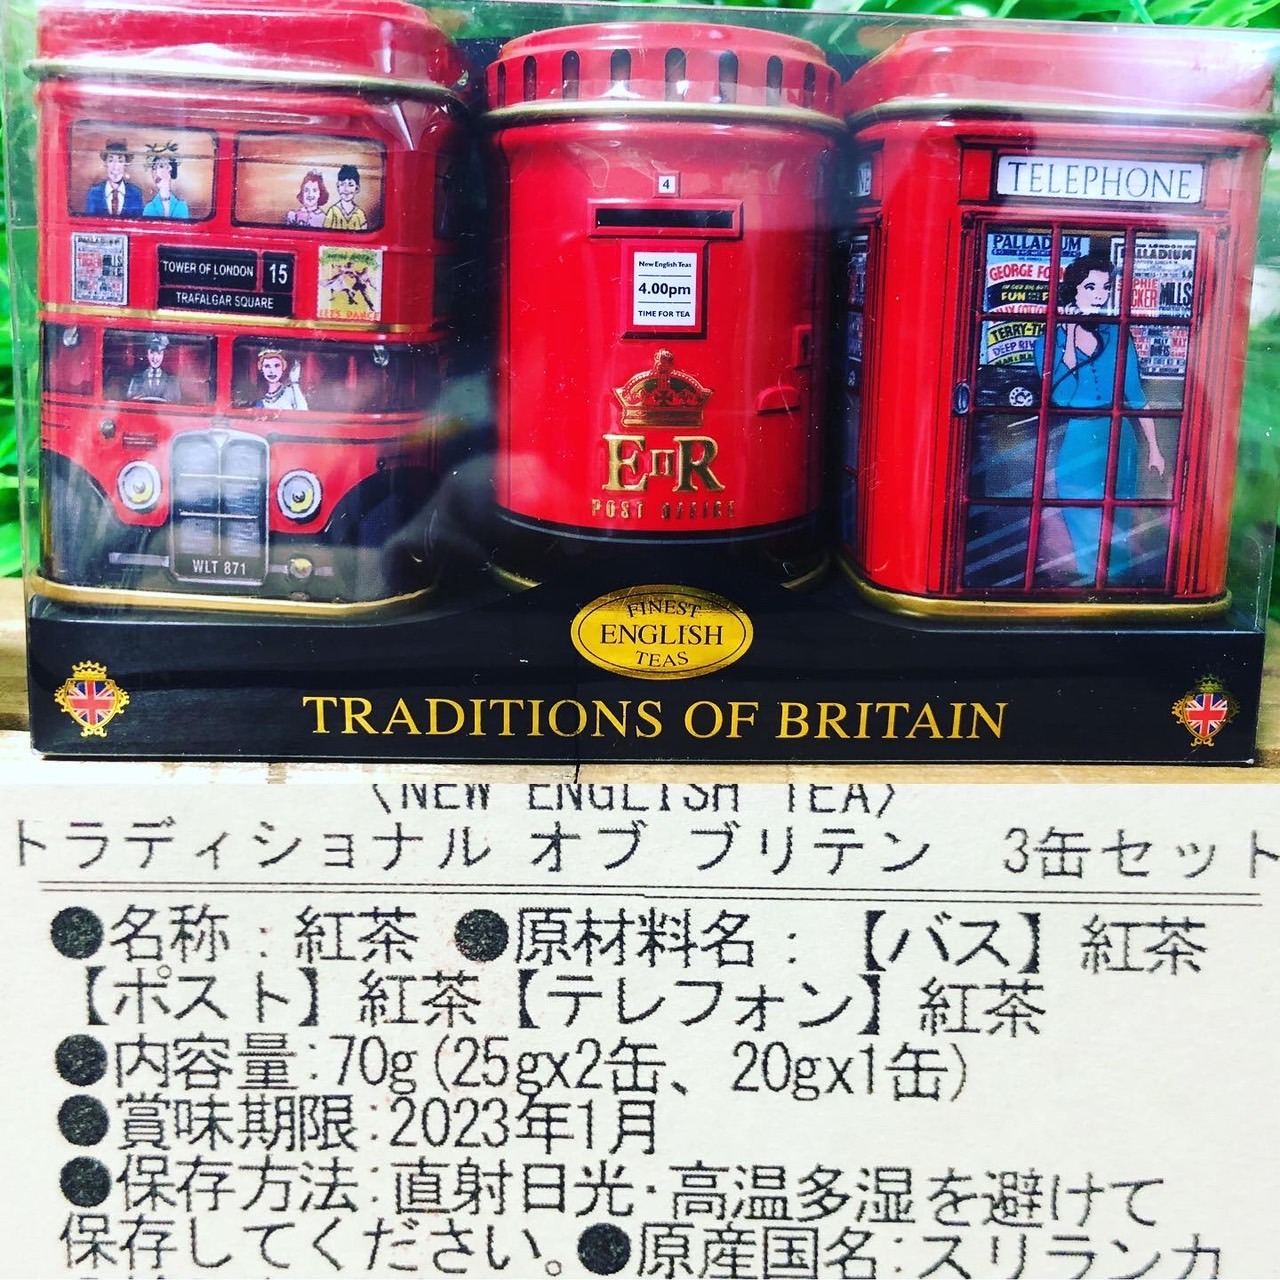 TOWER OF LONDON
15
TRAFALGAR SQUARE
WLT 871
4
New English Teas
4.00pm
TIME FOR TEA
EIIR
POST OFFICE
TELEPHONE
PALLADIUM
GEORGE
FUN
DEEP
PALLADIUM
MILLS
FINEST
ENGLISH
TEAS
TRADITIONS OF BRITAIN
(NEW ENGLISH TEA)
トラディショナル オブ ブリテン 3缶セット
●名称:紅茶 ●原材料名:【バス】紅茶
【ポスト】紅茶【テレフォン】紅茶
●内容量:70g(25gx2缶、20gx1缶)
●賞味期限:2023年1月
●保存方法:直射日光・高温多湿を避けて
保存してください。●原産国名:スリランカ